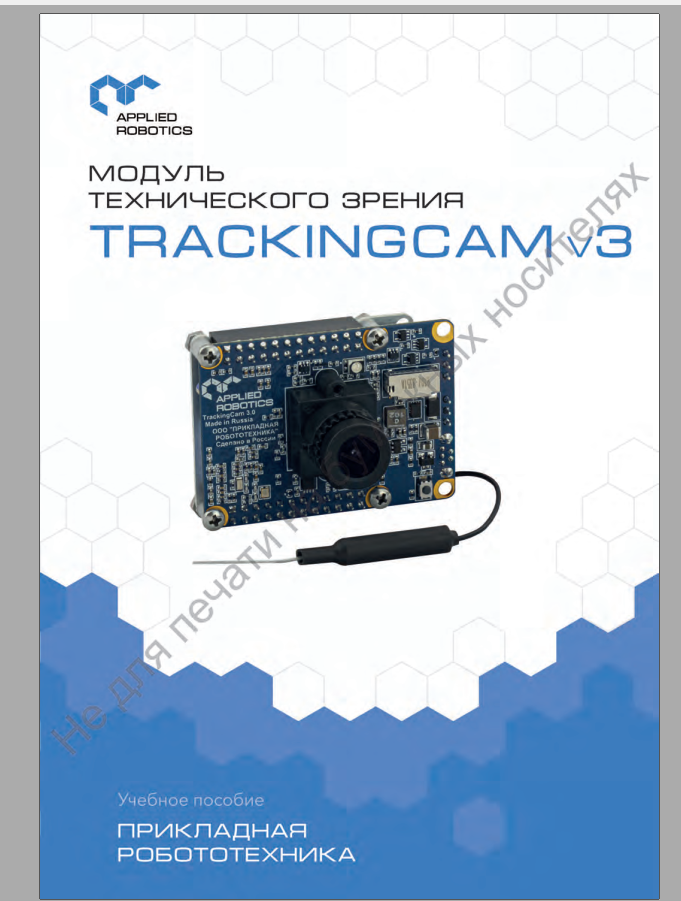 APPLIED
ROBOTICS
МОДУЛЬ
ТЕХНИЧЕСКОГО ЗРЕНИЯ
TRACKINGCAM v3
APPLIED
ROBOTICS
TrackingCam 3.0
Made in Russia
ООО "ПРИКЛАДНАЯ
РОБОТОТЕХНИКА"
Сделано в России
Не для печати
носителях
Учебное пособие
ПРИКЛАДНАЯ
РОБОТОТЕХНИКА